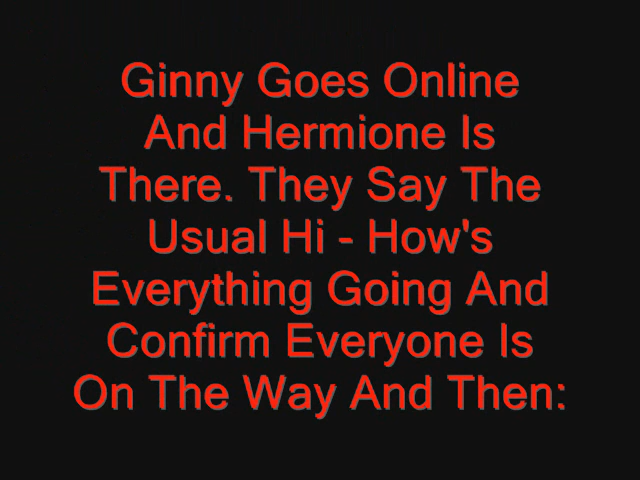 Ginny Goes Online
And Hermione Is
There. They Say The
Usual Hi - How's
Everything Going And
Confirm Everyone Is
On The Way And Then: